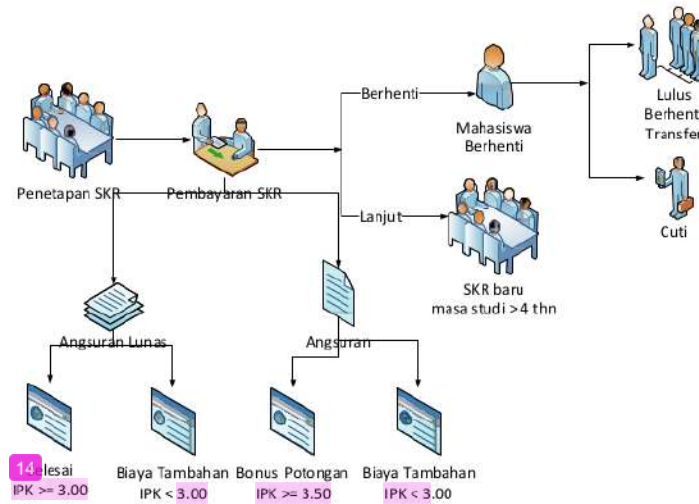 Berhenti
Lulus
Mahasiswa
Berhenti
Transfer
Penetapan SKR
Pembayaran SKR
Berhenti
Lanjut
Cuti
SKR baru
masa studi >4 thn
Angsuran Lunas
Angsuran
14
Biaya Tambahan
Bonus Potongan
Biaya Tambahan
IPK >= 3.00
IPK < 3.00
IPK >= 3.50
IPK < 3.00